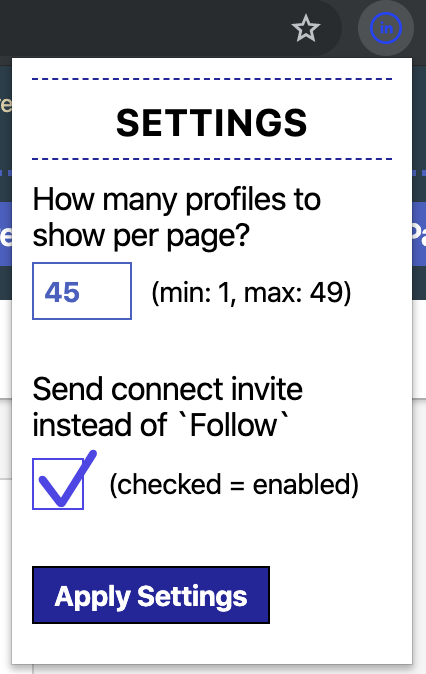 in
SETTINGS
How many profiles to
show per page?
45 (min: 1, max: 49)
Send connect invite
instead of `Follow`
(checked = enabled)
Apply Settings